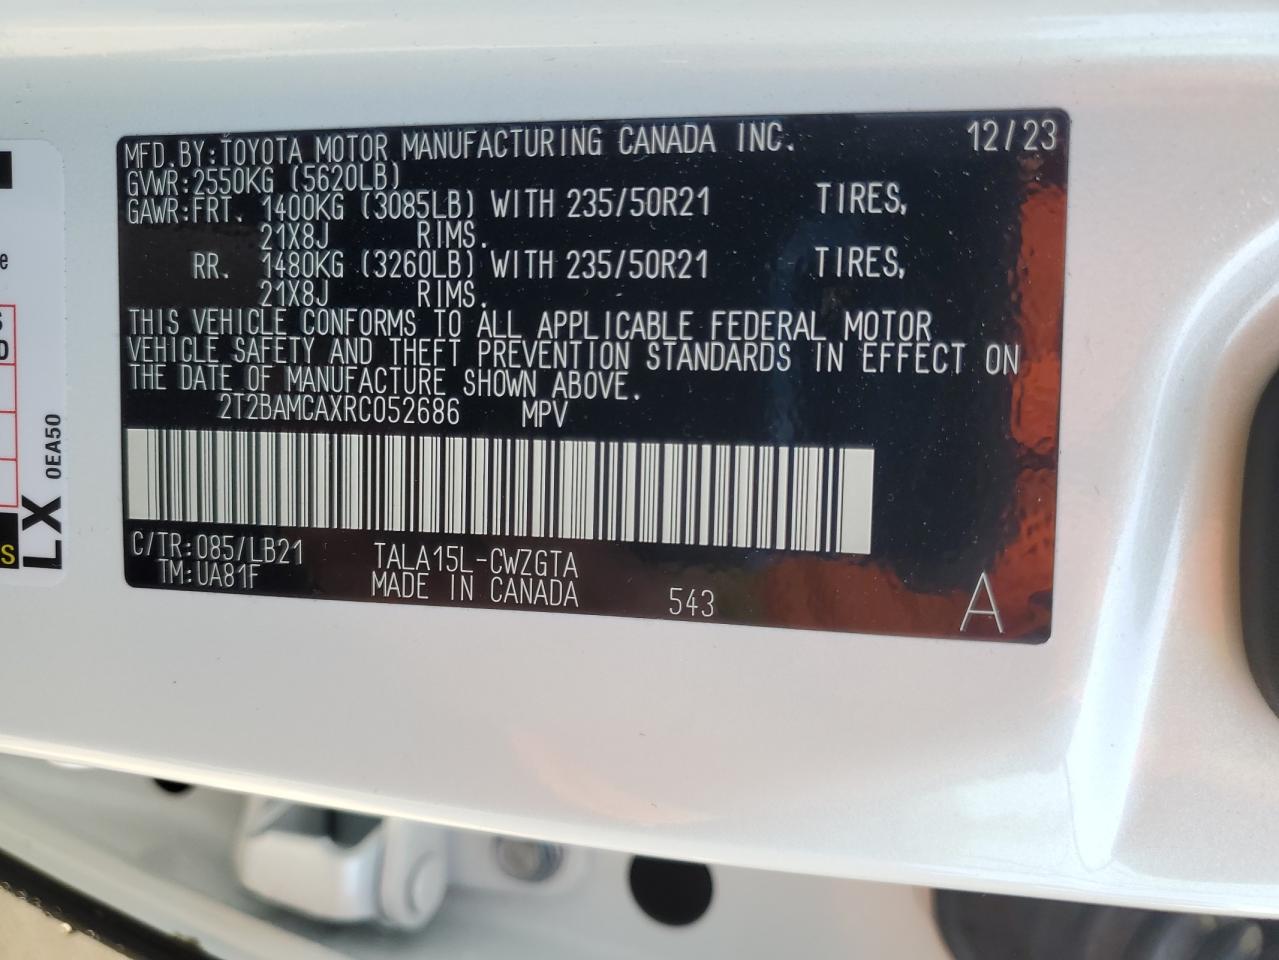 MFD.BY:TOYOTA MOTOR MANUFACTURING CANADA INC. 12/23
GVWR:2550KG (5620LB)
GAWR:FRT. 1400KG (3085LB) WITH 235/50R21 TIRES,
21X8J RIMS.
RR. 1480KG (3260LB) WITH 235/50R21 TIRES,
21X8J RIMS.
THIS VEHICLE CONFORMS TO ALL APPLICABLE FEDERAL MOTOR
VEHICLE SAFETY AND THEFT PREVENTION STANDARDS IN EFFECT ON
THE DATE OF MANUFACTURE SHOWN ABOVE.
2T2BAMCAXRC052686 MPV
C/TR:085/LB21 TALA15L-CWZGTA
TM:UA81F MADE IN CANADA 543 A
LX 0EA50